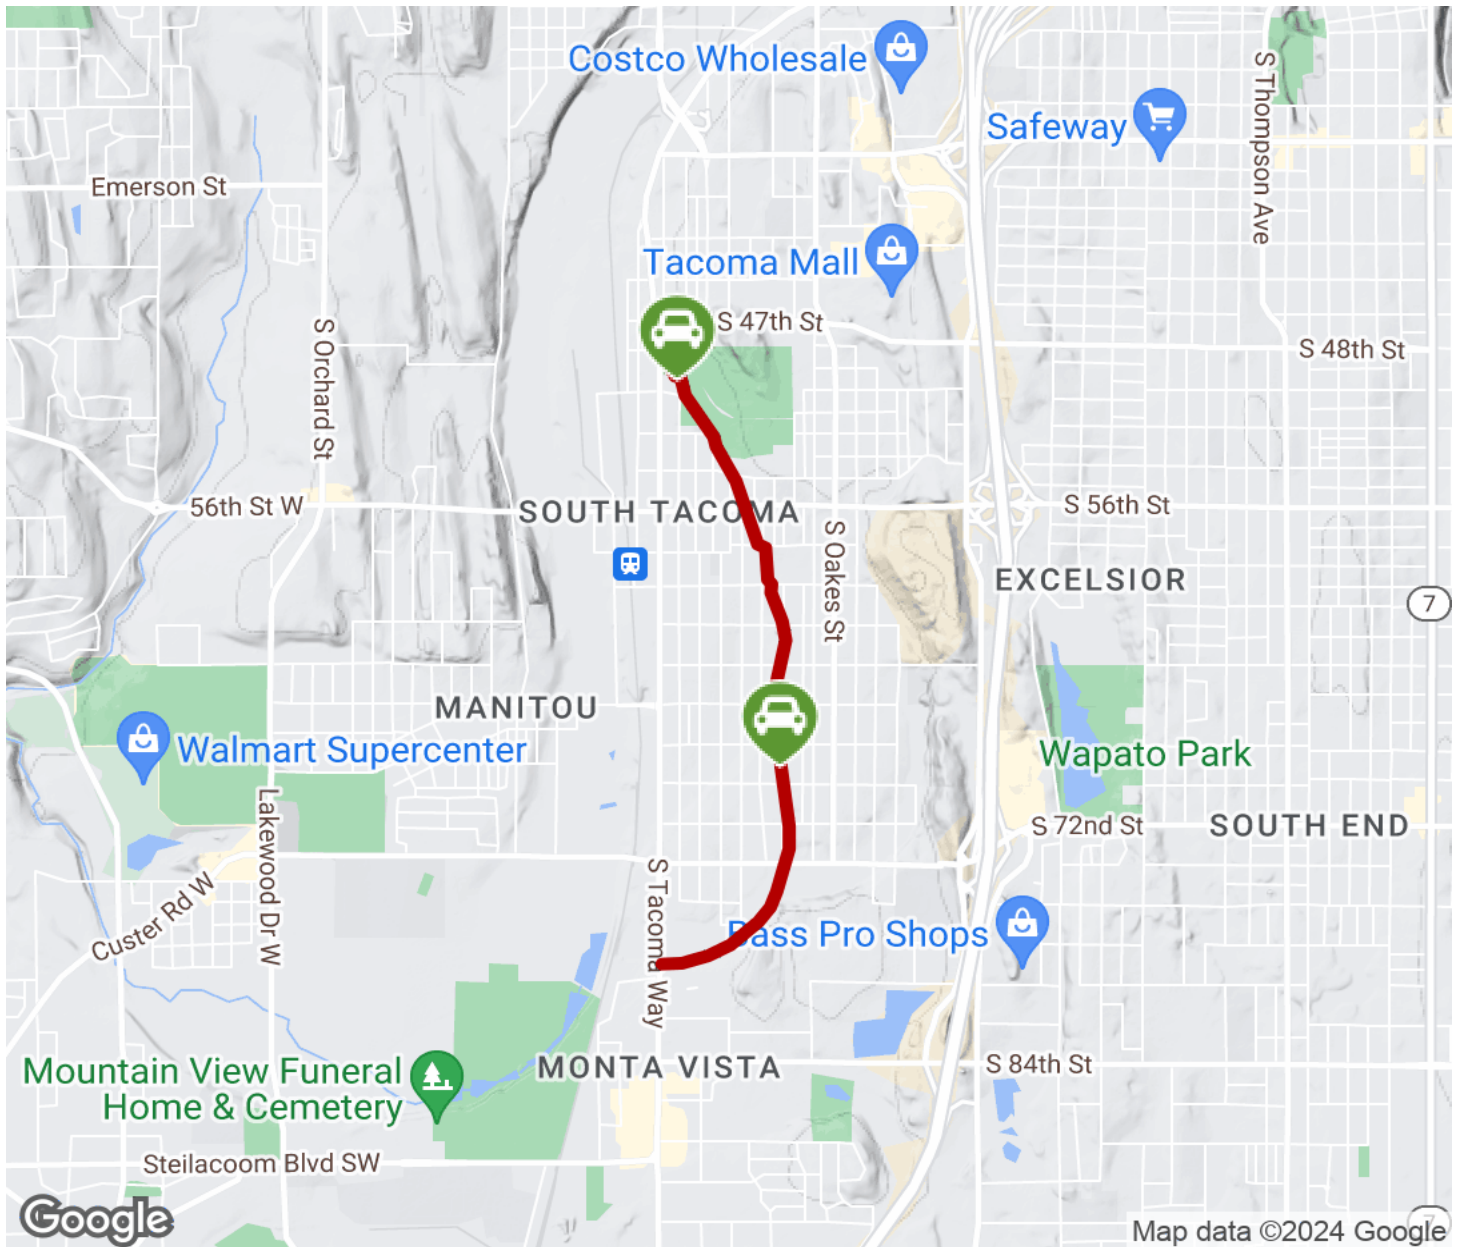 Costco Wholesale
S Thompson Ave
Safeway
Emerson St
Tacoma Mall
S 47th St
S Orchard St
S 48th St
56th St W
SOUTH TACOMA
S 56th St
S Oakes St
EXCELSIOR
7
MANITOU
Walmart Supercenter
Wapato Park
Lakewood Dr W
S 72nd St
SOUTH END
Custer Rd W
S Tacoma Way
Bass Pro Shops
Mountain View Funeral
Home & Cemetery
MONTA VISTA
S 84th St
Steilacoom Blvd SW
Google
7
Map data ©2024 Google